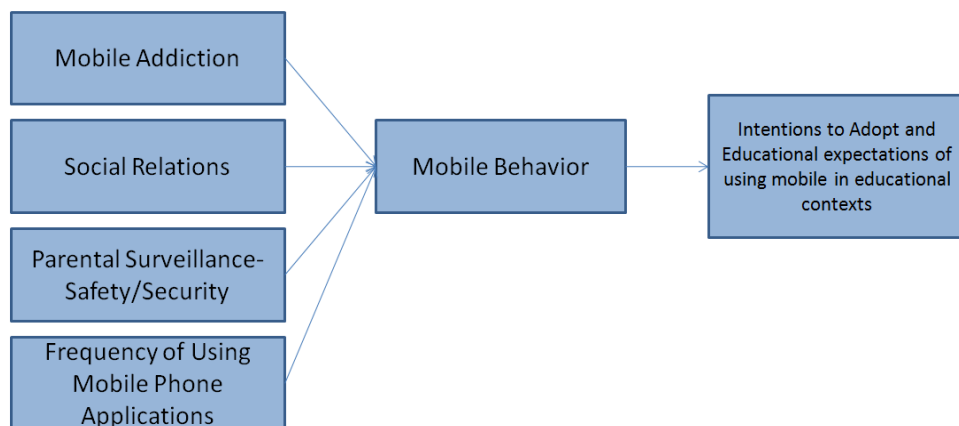 Mobile Addiction
Social Relations
Parental Surveillance-
Safety/Security
Frequency of Using
Mobile Phone
Applications
Mobile Behavior
Intentions to Adopt and
Educational expectations of
using mobile in educational
contexts